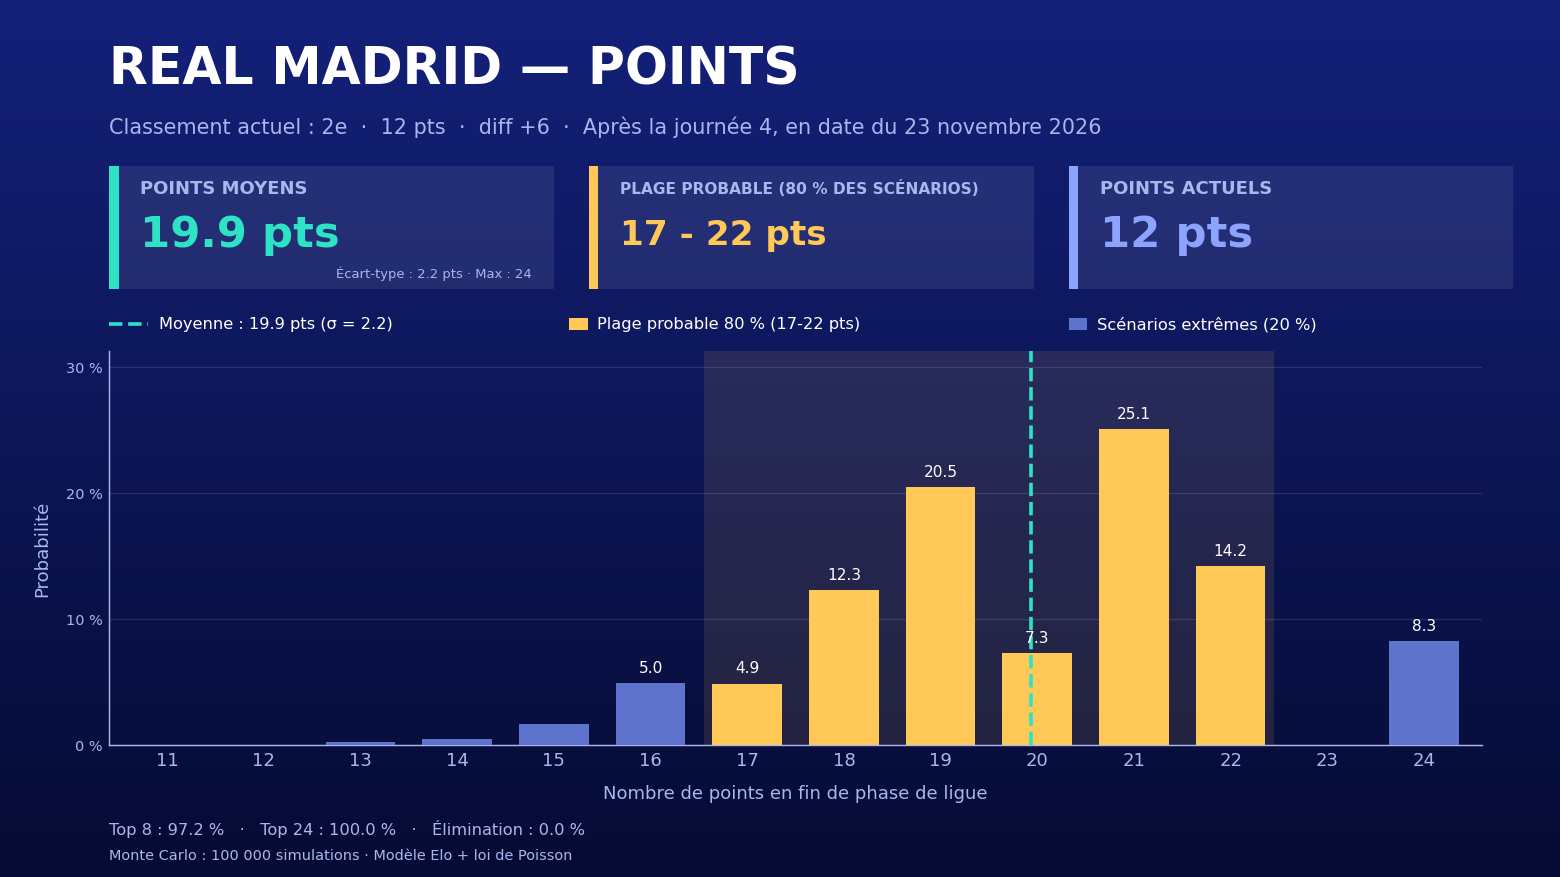 REAL MADRID — POINTS
Classement actuel : 2e · 12 pts · diff +6 · Après la journée 4, en date du 23 novembre 2026
POINTS MOYENS
19.9 pts
Écart-type : 2.2 pts · Max : 24
PLAGE PROBABLE (80 % DES SCÉNARIOS)
17 - 22 pts
POINTS ACTUELS
12 pts
Moyenne : 19.9 pts (σ = 2.2)
Plage probable 80 % (17-22 pts)
Scénarios extrêmes (20 %)
Probabilité
30 %
20 %
10 %
0 %
5.0
4.9
12.3
20.5
7.3
25.1
14.2
8.3
11 12 13 14 15 16 17 18 19 20 21 22 23 24
Nombre de points en fin de phase de ligue
Top 8 : 97.2 % · Top 24 : 100.0 % · Élimination : 0.0 %
Monte Carlo : 100 000 simulations · Modèle Elo + loi de Poisson